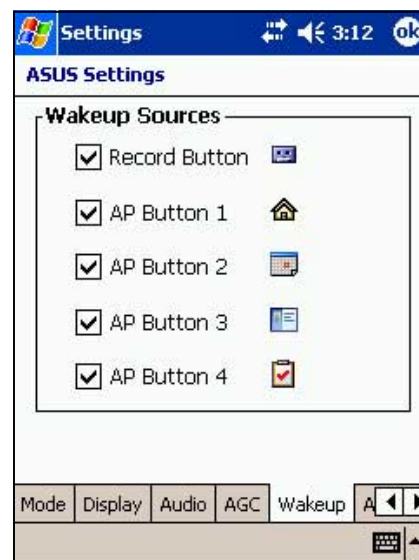 Settings 3:12 ok
ASUS Settings
Wakeup Sources
Record Button
AP Button 1
AP Button 2
AP Button 3
AP Button 4
Mode Display Audio AGC Wakeup A